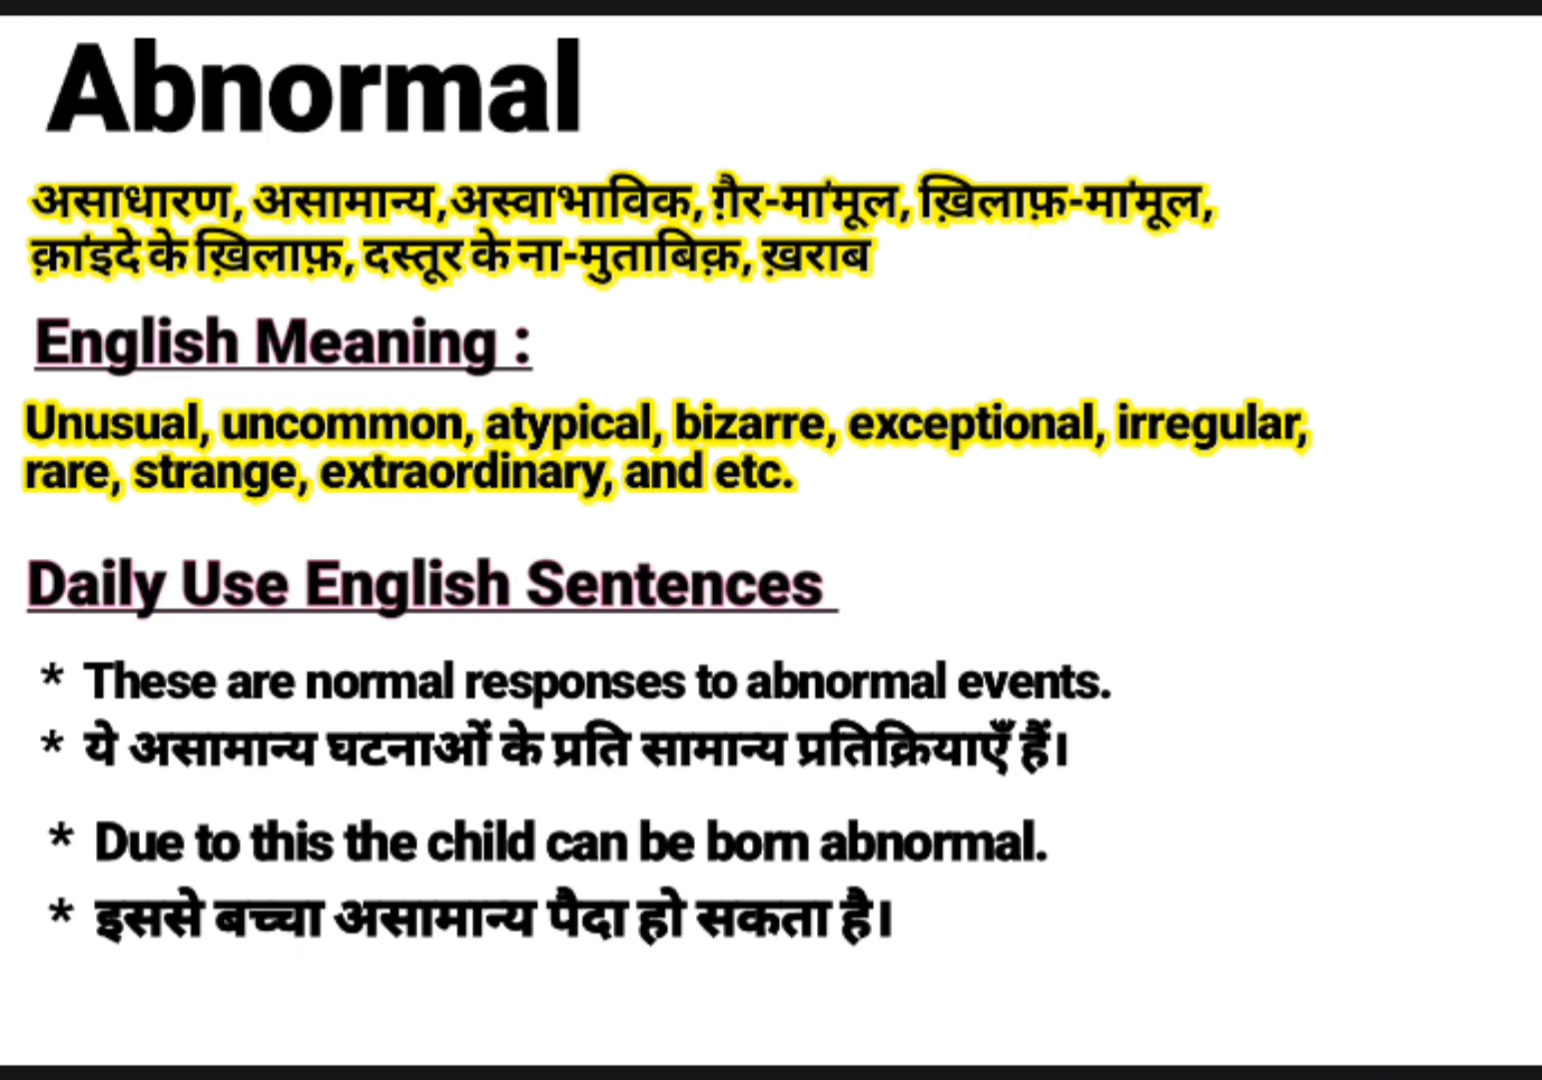 Abnormal
असाधारण, असामान्य,अस्वाभाविक, ग़ैर-मा'मूल, ख़िलाफ़-मा'मूल,
क़ा'इदे के ख़िलाफ़, दस्तूर के ना-मुताबिक़, ख़राब
English Meaning :
Unusual, uncommon, atypical, bizarre, exceptional, irregular,
rare, strange, extraordinary, and etc.
Daily Use English Sentences
* These are normal responses to abnormal events.
* ये असामान्य घटनाओं के प्रति सामान्य प्रतिक्रियाएँ हैं।
* Due to this the child can be born abnormal.
* इससे बच्चा असामान्य पैदा हो सकता है।